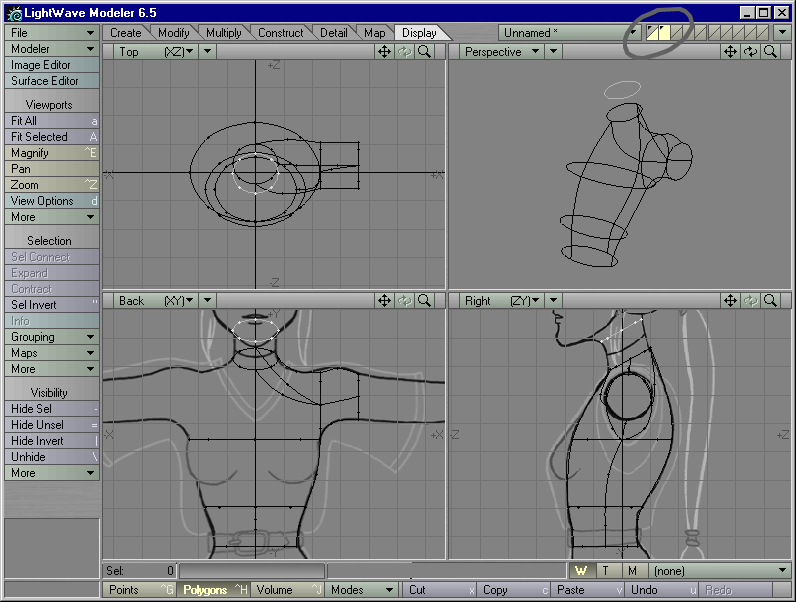 LightWave Modeler 6.5
File Create Modify Multiply Construct Detail Map Display Unnamed *
Modeler Top (XZ) Perspective
Image Editor
Surface Editor
Viewports
Fit All a
Fit Selected A
Magnify ^E
Pan
Zoom ^Z
View Options d
More
Selection
Sel Connect
Expand
Contract
Sel Invert "
Info
Grouping
Maps
More
Visibility
Hide Sel -
Hide Unsel =
Hide Invert |
Unhide \
More
+Z
-X +X
-Z
Back (XY) Right (ZY)
+Y
-X +X
-Z +Z
Sel: 0 W T M (none)
Points ^G Polygons ^H Volume ^J Modes Cut x Copy c Paste v Undo u Redo